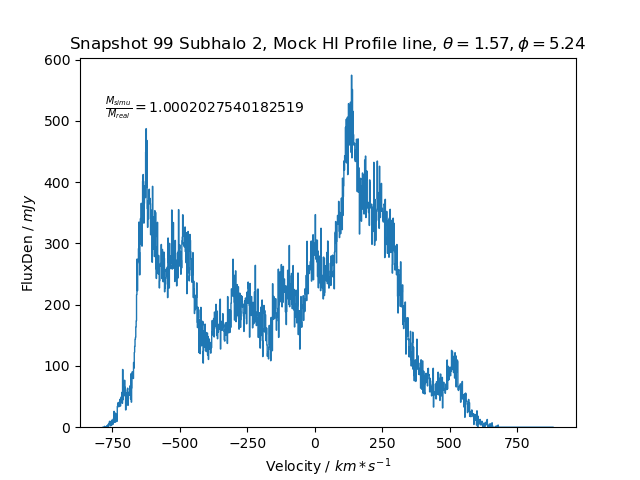 Snapshot 99 Subhalo 2, Mock HI Profile line, θ = 1.57, ϕ = 5.24
M_simu/M_real = 1.0002027540182519
FluxDen / mJy
600
500
400
300
200
100
0
−750 −500 −250 0 250 500 750
Velocity / km * s⁻¹